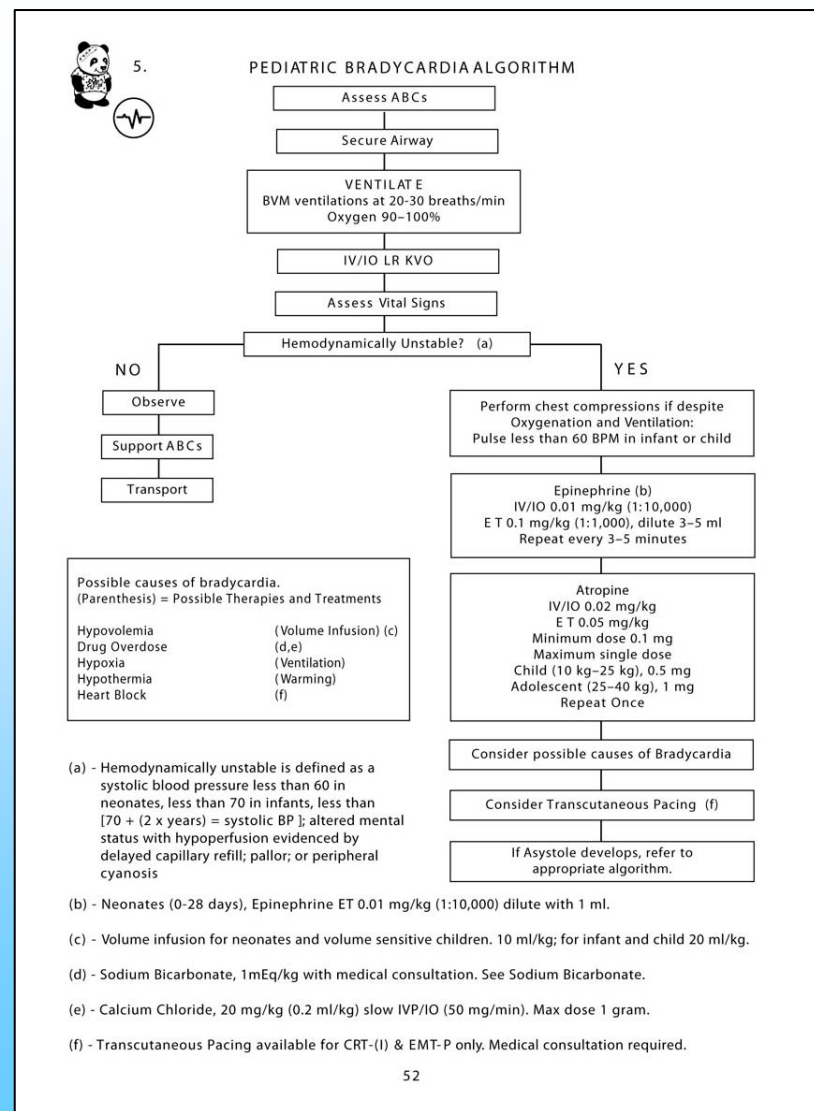 5.
PEDIATRIC BRADYCARDIA ALGORITHM
Assess ABCs
Secure Airway
VENTILATE
BVM ventilations at 20-30 breaths/min
Oxygen 90–100%
IV/IO LR KVO
Assess Vital Signs
Hemodynamically Unstable? (a)
NO
Observe
Support ABCs
Transport
YES
Perform chest compressions if despite
Oxygenation and Ventilation:
Pulse less than 60 BPM in infant or child
Epinephrine (b)
IV/IO 0.01 mg/kg (1:10,000)
ET 0.1 mg/kg (1:1,000), dilute 3–5 ml
Repeat every 3–5 minutes
Atropine
IV/IO 0.02 mg/kg
ET 0.05 mg/kg
Minimum dose 0.1 mg
Maximum single dose
Child (10 kg–25 kg), 0.5 mg
Adolescent (25–40 kg), 1 mg
Repeat Once
Consider possible causes of Bradycardia
Consider Transcutaneous Pacing (f)
If Asystole develops, refer to
appropriate algorithm.
Possible causes of bradycardia.
(Parenthesis) = Possible Therapies and Treatments
Hypovolemia (Volume Infusion) (c)
Drug Overdose (d,e)
Hypoxia (Ventilation)
Hypothermia (Warming)
Heart Block (f)
(a) - Hemodynamically unstable is defined as a
systolic blood pressure less than 60 in
neonates, less than 70 in infants, less than
[70 + (2 x years) = systolic BP ]; altered mental
status with hypoperfusion evidenced by
delayed capillary refill; pallor; or peripheral
cyanosis
(b) - Neonates (0-28 days), Epinephrine ET 0.01 mg/kg (1:10,000) dilute with 1 ml.
(c) - Volume infusion for neonates and volume sensitive children. 10 ml/kg; for infant and child 20 ml/kg.
(d) - Sodium Bicarbonate, 1mEq/kg with medical consultation. See Sodium Bicarbonate.
(e) - Calcium Chloride, 20 mg/kg (0.2 ml/kg) slow IVP/IO (50 mg/min). Max dose 1 gram.
(f) - Transcutaneous Pacing available for CRT-(I) & EMT-P only. Medical consultation required.
52